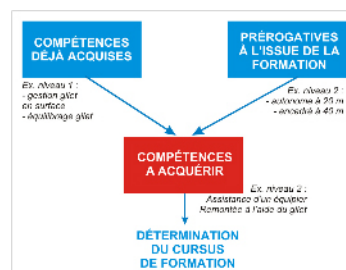 COMPÉTENCES
DÉJÀ ACQUISES
PRÉROGATIVES
À L'ISSUE DE LA
FORMATION
Ex. niveau 1 :
- gestion gilet
en surface
- équilibrage gilet
Ex. niveau 2 :
- autonome à 20 m
- encadré à 40 m
COMPÉTENCES
A ACQUÉRIR
Ex. niveau 2 :
Assistance d'un équipier
Remontée à l'aide du gilet
DÉTERMINATION
DU CURSUS
DE FORMATION